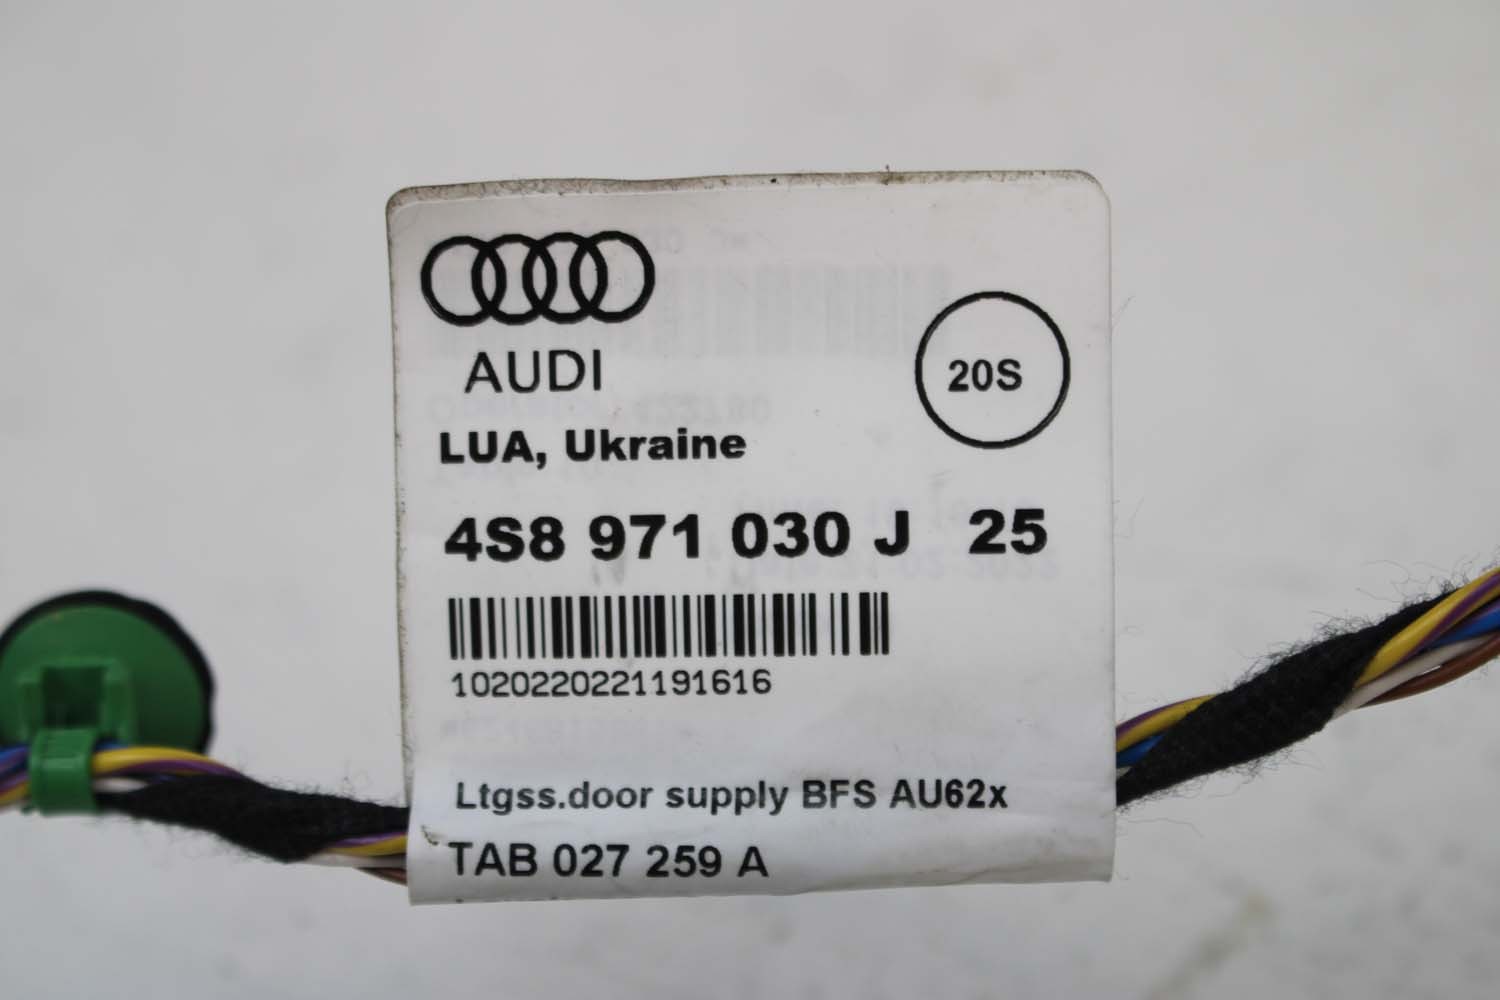 AUDI
20S
LUA, Ukraine
4S8 971 030 J 25
1020220221191616
Ltgss.door supply BFS AU62x
TAB 027 259 A